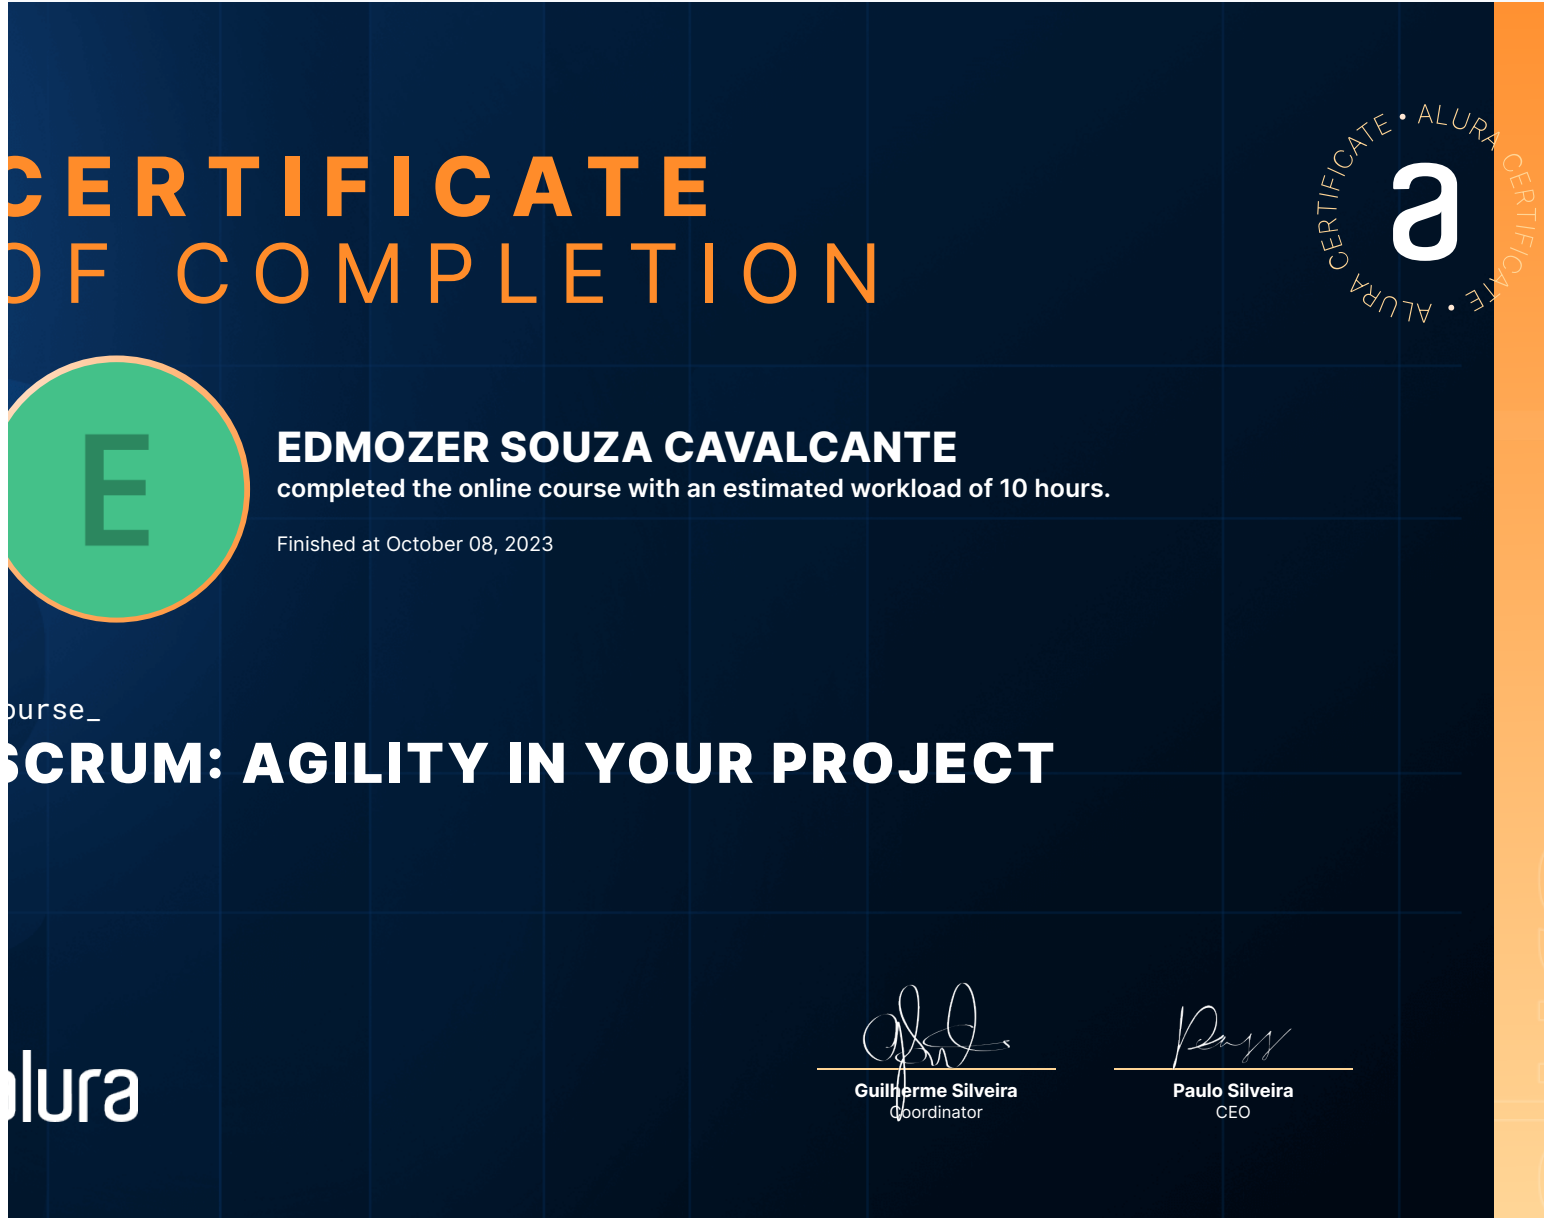 CERTIFICATE
OF COMPLETION
ALURA CERTIFICATE • ALURA CERTIFICATE •
a
E
EDMOZER SOUZA CAVALCANTE
completed the online course with an estimated workload of 10 hours.
Finished at October 08, 2023
ourse_
SCRUM: AGILITY IN YOUR PROJECT
alura
Guilherme Silveira
Coordinator
Paulo Silveira
CEO